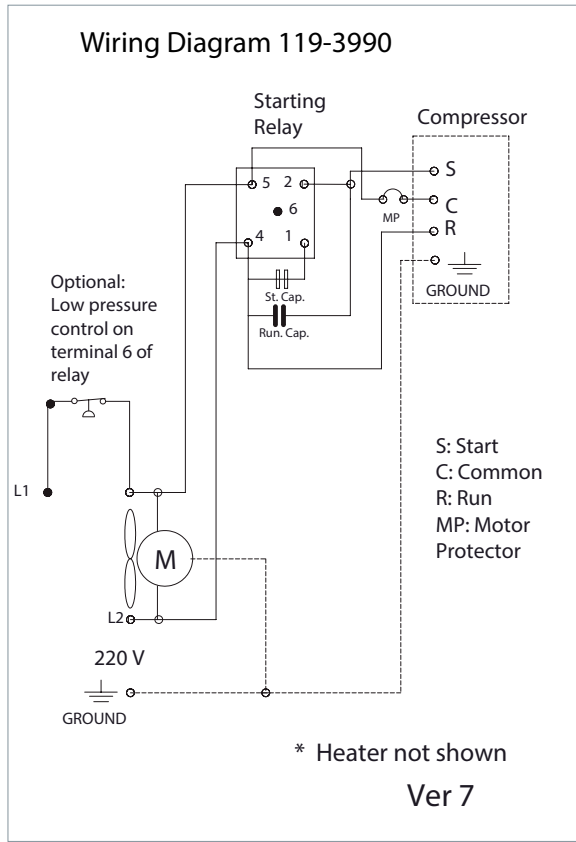 Wiring Diagram 119-3990
Starting
Relay
Compressor
5 2
6
4 1
S
C
R
MP
GROUND
St. Cap.
Run. Cap.
Optional:
Low pressure
control on
terminal 6 of
relay
L1
S: Start
C: Common
R: Run
MP: Motor
Protector
M
L2
220 V
GROUND
* Heater not shown
Ver 7